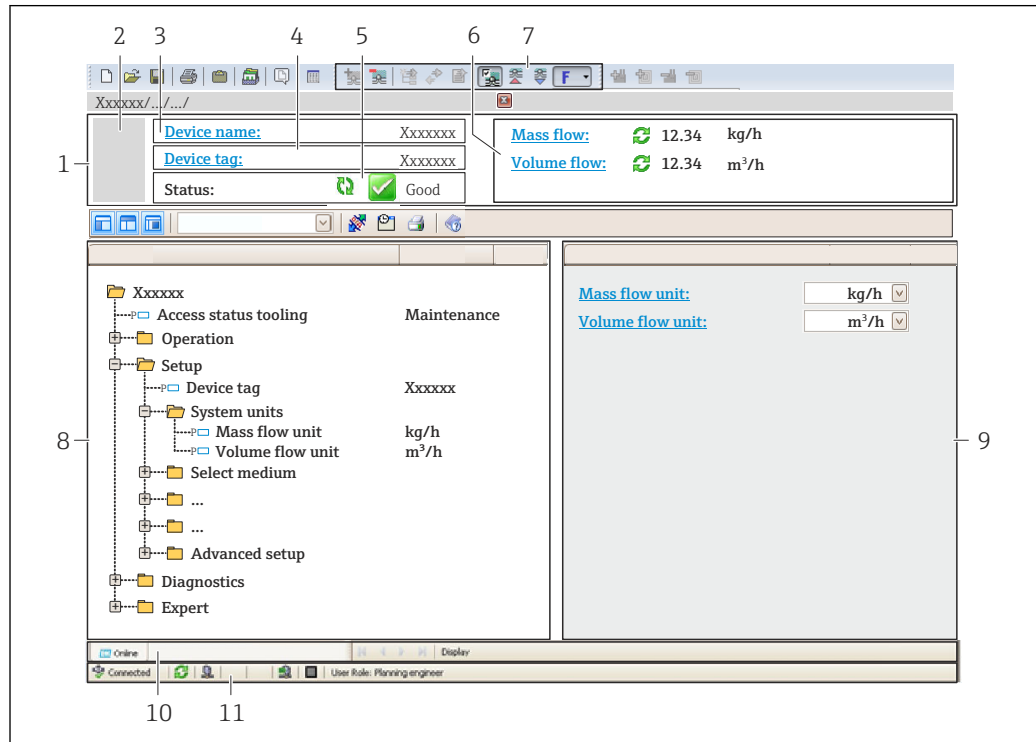 2 3 4 5 6 7
F
Xxxxxx/.../.../
1
Device name: Xxxxxxx
Device tag: Xxxxxxx
Status: Good
Mass flow: 12.34 kg/h
Volume flow: 12.34 m³/h
Xxxxxx
P Access status tooling Maintenance
Operation
Setup
P Device tag Xxxxxx
System units
P Mass flow unit kg/h
P Volume flow unit m³/h
Select medium
...
...
Advanced setup
Diagnostics
Expert
Mass flow unit: kg/h
Volume flow unit: m³/h
8
9
Online Display
Connected User Role: Planning engineer
10 11